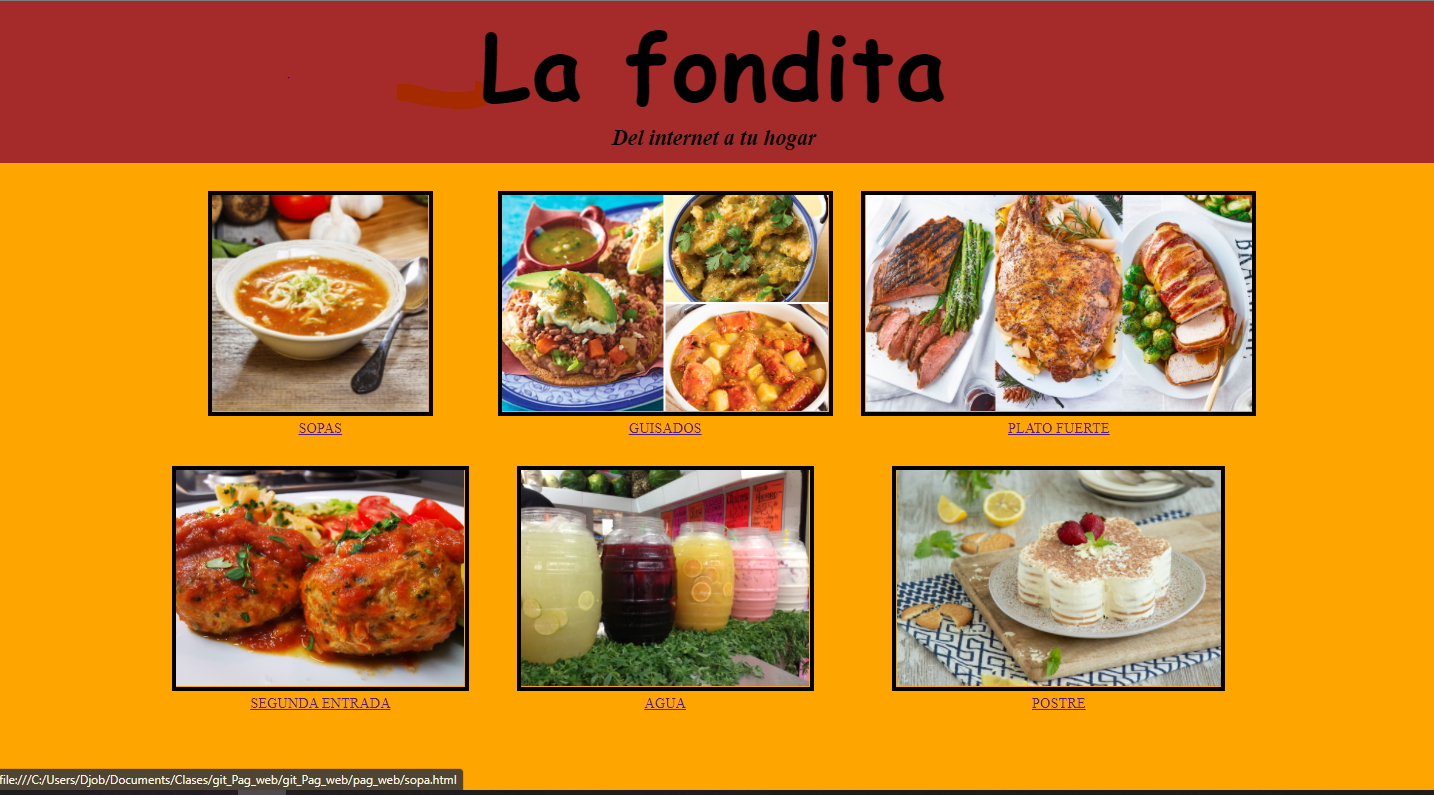 La fondita
Del internet a tu hogar
SOPAS
GUISADOS
PLATO FUERTE
SEGUNDA ENTRADA
AGUA
POSTRE
file:///C:/Users/Djob/Documents/Clases/git_Pag_web/git_Pag_web/pag_web/sopa.html